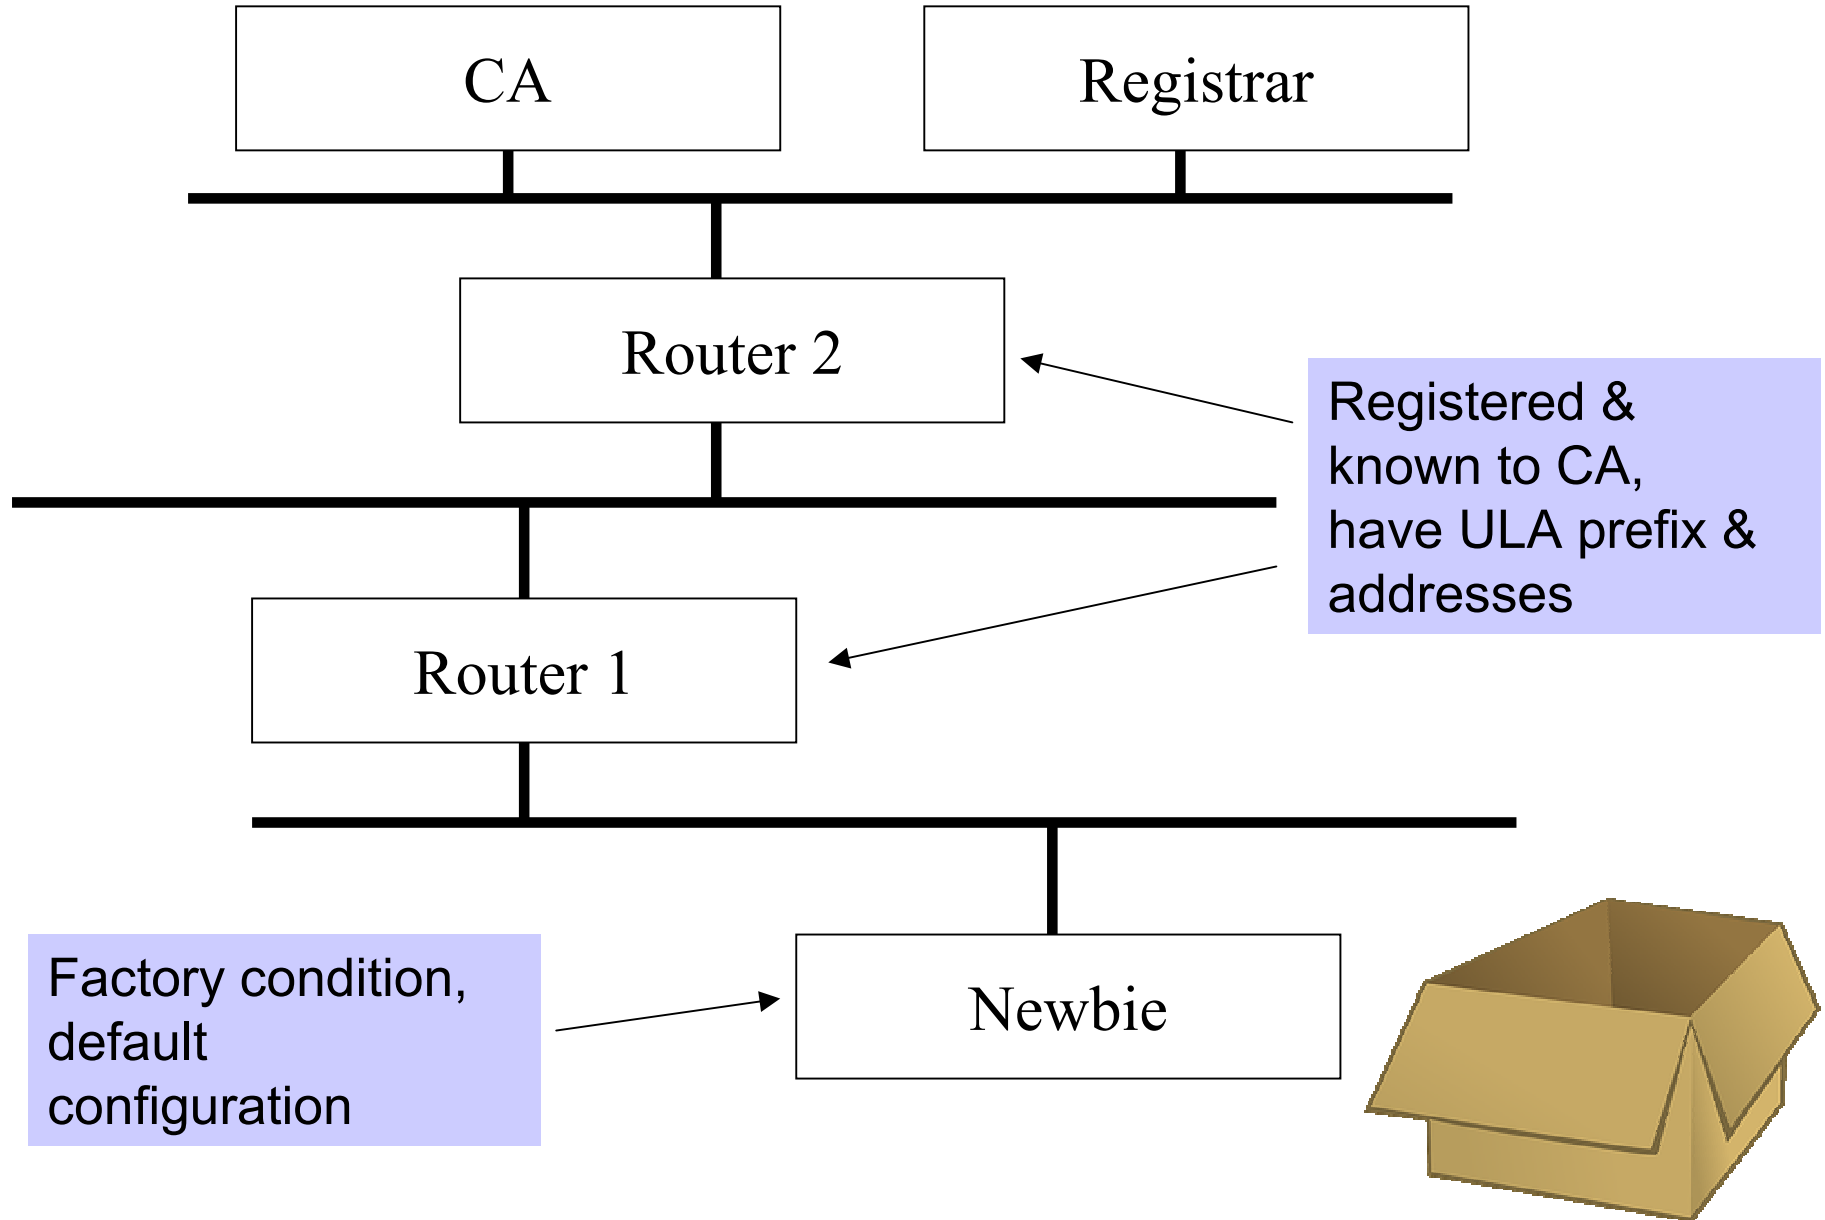 CA
Registrar
Router 2
Registered &
known to CA,
have ULA prefix &
addresses
Router 1
Factory condition,
default
configuration
Newbie